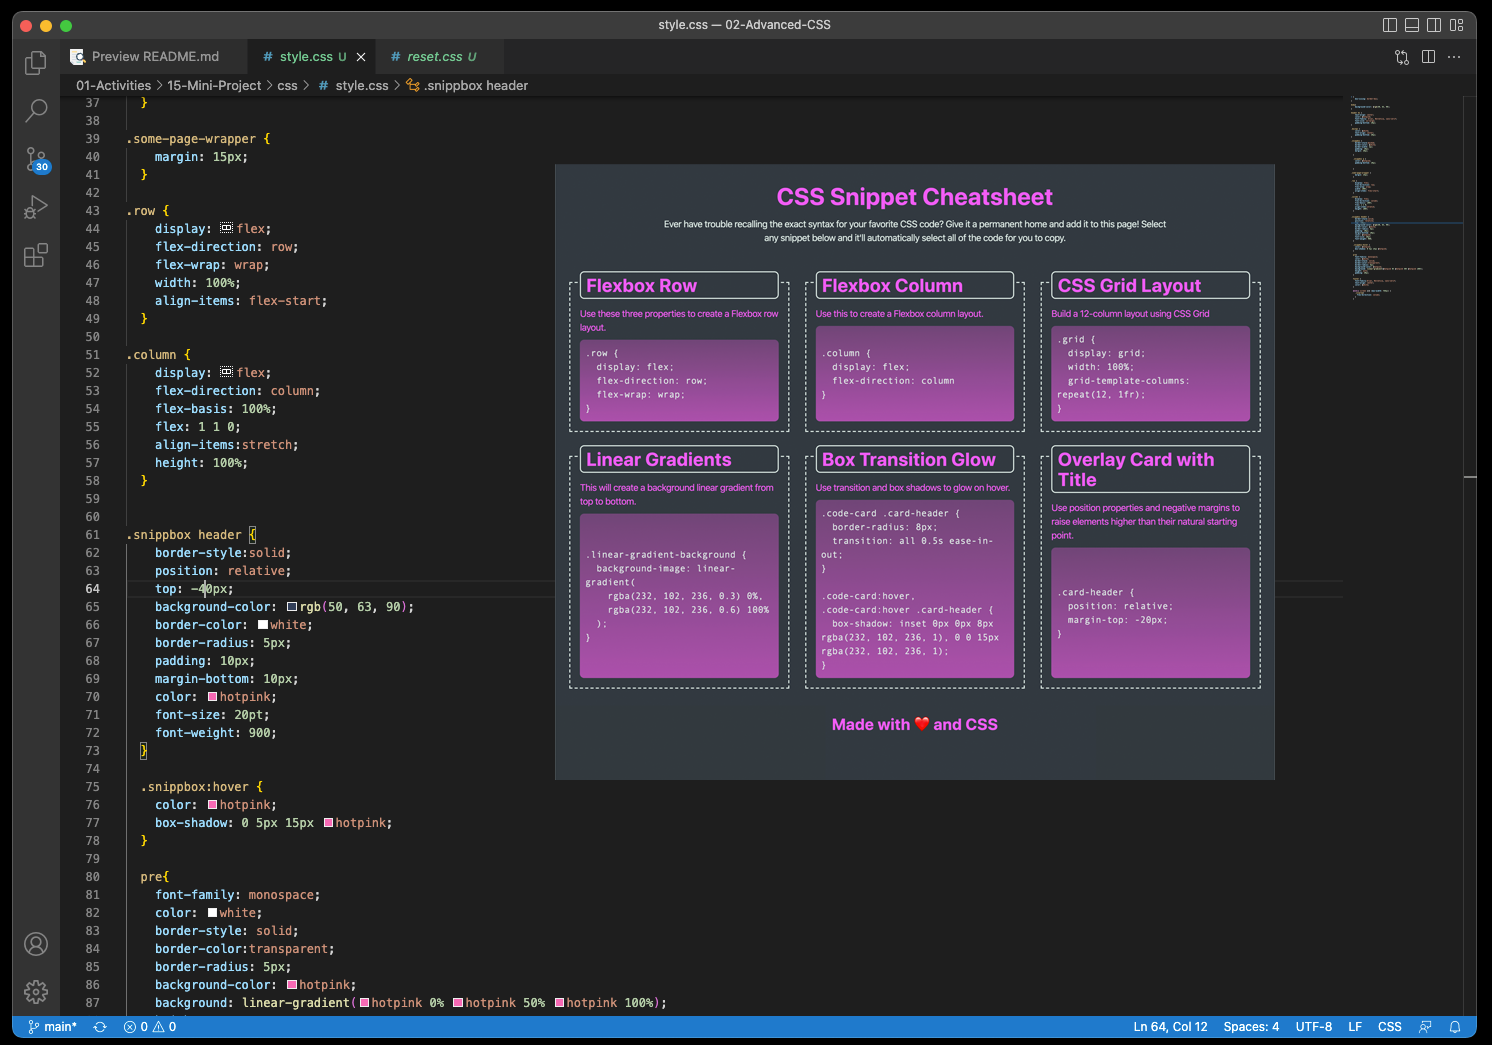 style.css — 02-Advanced-CSS
Preview README.md
# style.css U
# reset.css U
01-Activities > 15-Mini-Project > css > # style.css > .snippbox header
30
37 }
38
39 .some-page-wrapper {
40 margin: 15px;
41 }
42
43 .row {
44 display: flex;
45 flex-direction: row;
46 flex-wrap: wrap;
47 width: 100%;
48 align-items: flex-start;
49 }
50
51 .column {
52 display: flex;
53 flex-direction: column;
54 flex-basis: 100%;
55 flex: 1 1 0;
56 align-items:stretch;
57 height: 100%;
58 }
59
60
61 .snippbox header {
62 border-style:solid;
63 position: relative;
64 top: -40px;
65 background-color: rgb(50, 63, 90);
66 border-color: white;
67 border-radius: 5px;
68 padding: 10px;
69 margin-bottom: 10px;
70 color: hotpink;
71 font-size: 20pt;
72 font-weight: 900;
73 }
74
75 .snippbox:hover {
76 color: hotpink;
77 box-shadow: 0 5px 15px hotpink;
78 }
79
80 pre{
81 font-family: monospace;
82 color: white;
83 border-style: solid;
84 border-color:transparent;
85 border-radius: 5px;
86 background-color: hotpink;
87 background: linear-gradient(hotpink 0% hotpink 50% hotpink 100%);
CSS Snippet Cheatsheet
Ever have trouble recalling the exact syntax for your favorite CSS code? Give it a permanent home and add it to this page! Select
any snippet below and it'll automatically select all of the code for you to copy.
Flexbox Row
Use these three properties to create a Flexbox row
layout.
.row {
display: flex;
flex-direction: row;
flex-wrap: wrap;
}
Flexbox Column
Use this to create a Flexbox column layout.
.column {
display: flex;
flex-direction: column
}
CSS Grid Layout
Build a 12-column layout using CSS Grid
.grid {
display: grid;
width: 100%;
grid-template-columns:
repeat(12, 1fr);
}
Linear Gradients
This will create a background linear gradient from
top to bottom.
.linear-gradient-background {
background-image: linear-
gradient(
rgba(232, 102, 236, 0.3) 0%,
rgba(232, 102, 236, 0.6) 100%
);
}
Box Transition Glow
Use transition and box shadows to glow on hover.
.code-card .card-header {
border-radius: 8px;
transition: all 0.5s ease-in-
out;
}
.code-card:hover,
.code-card:hover .card-header {
box-shadow: inset 0px 0px 8px
rgba(232, 102, 236, 1), 0 0 15px
rgba(232, 102, 236, 1);
}
Overlay Card with
Title
Use position properties and negative margins to
raise elements higher than their natural starting
point.
.card-header {
position: relative;
margin-top: -20px;
}
Made with ❤️ and CSS
main* 0 0
Ln 64, Col 12 Spaces: 4 UTF-8 LF CSS